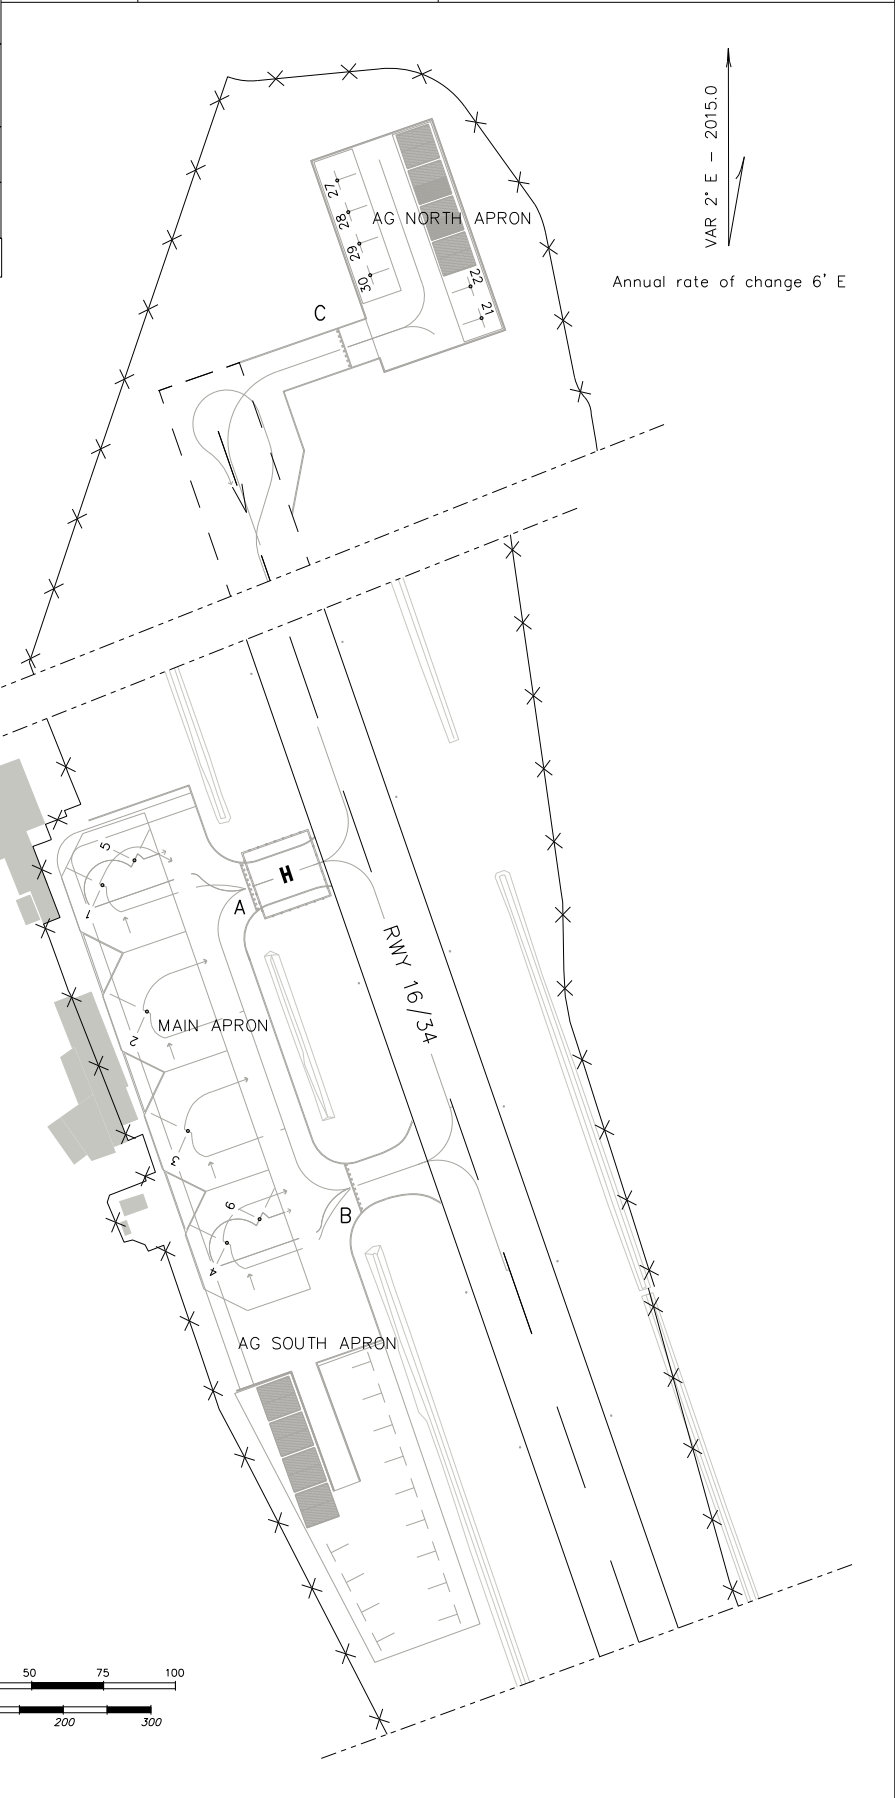 VAR 2° E – 2015.0
Annual rate of change 6' E
27
28
AG NORTH APRON
29
30
22
21
C
5
1
H
A
RWY 16/34
2
MAIN APRON
3
6
B
4
AG SOUTH APRON
50 75 100
200 300